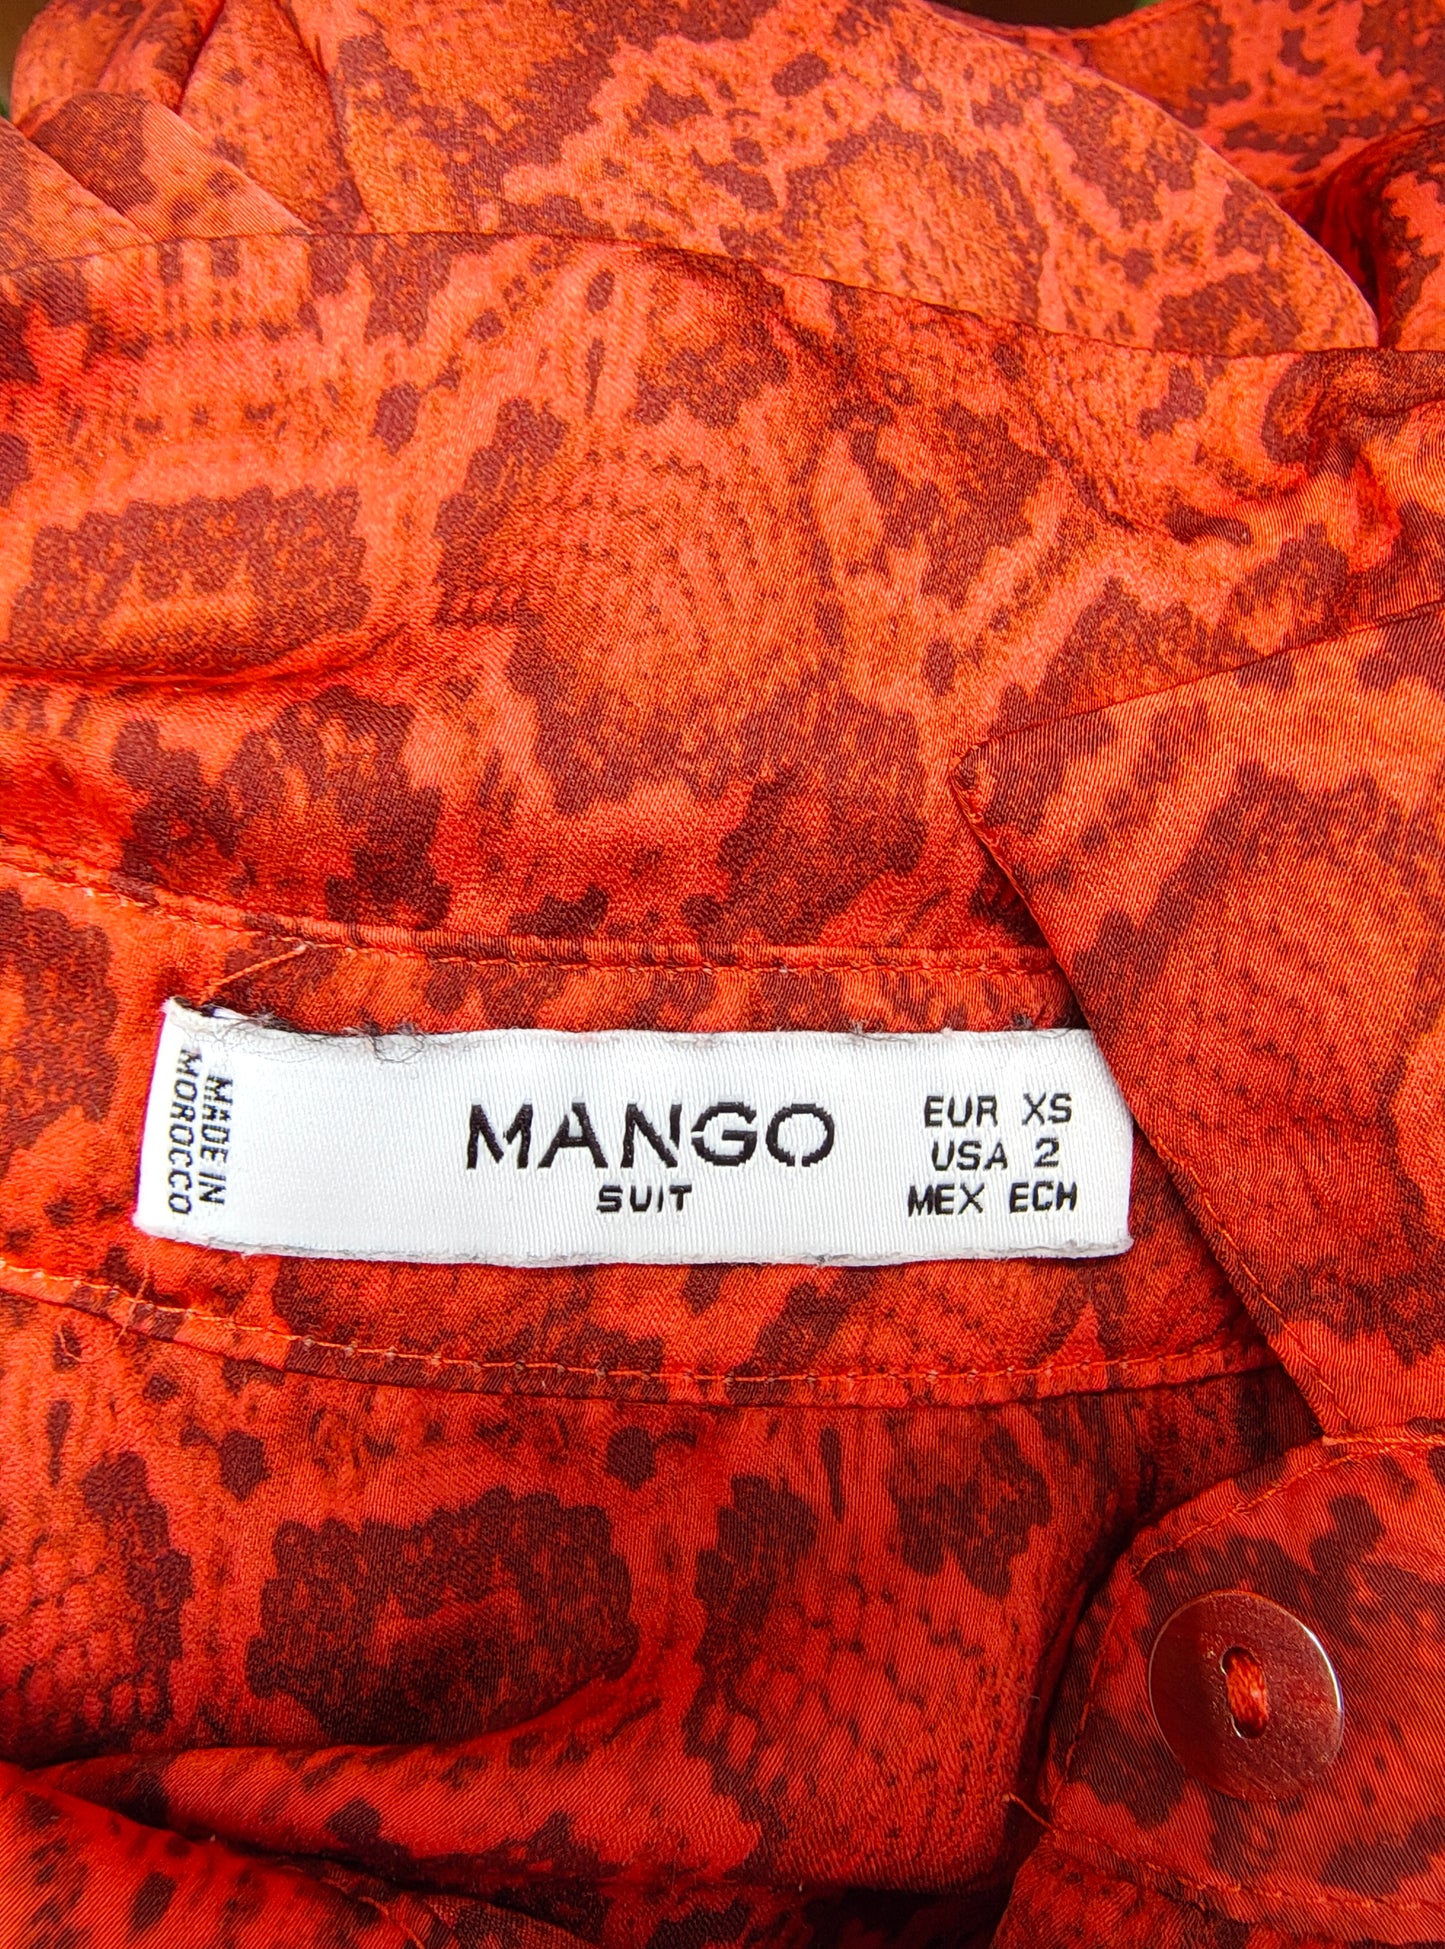 MADE IN
MOROCCO
MANGO
SUIT
EUR XS
USA 2
MEX ECH